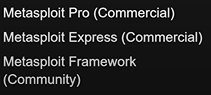 Metasploit Pro (Commercial)
Metasploit Express (Commercial)
Metasploit Framework
(Community)